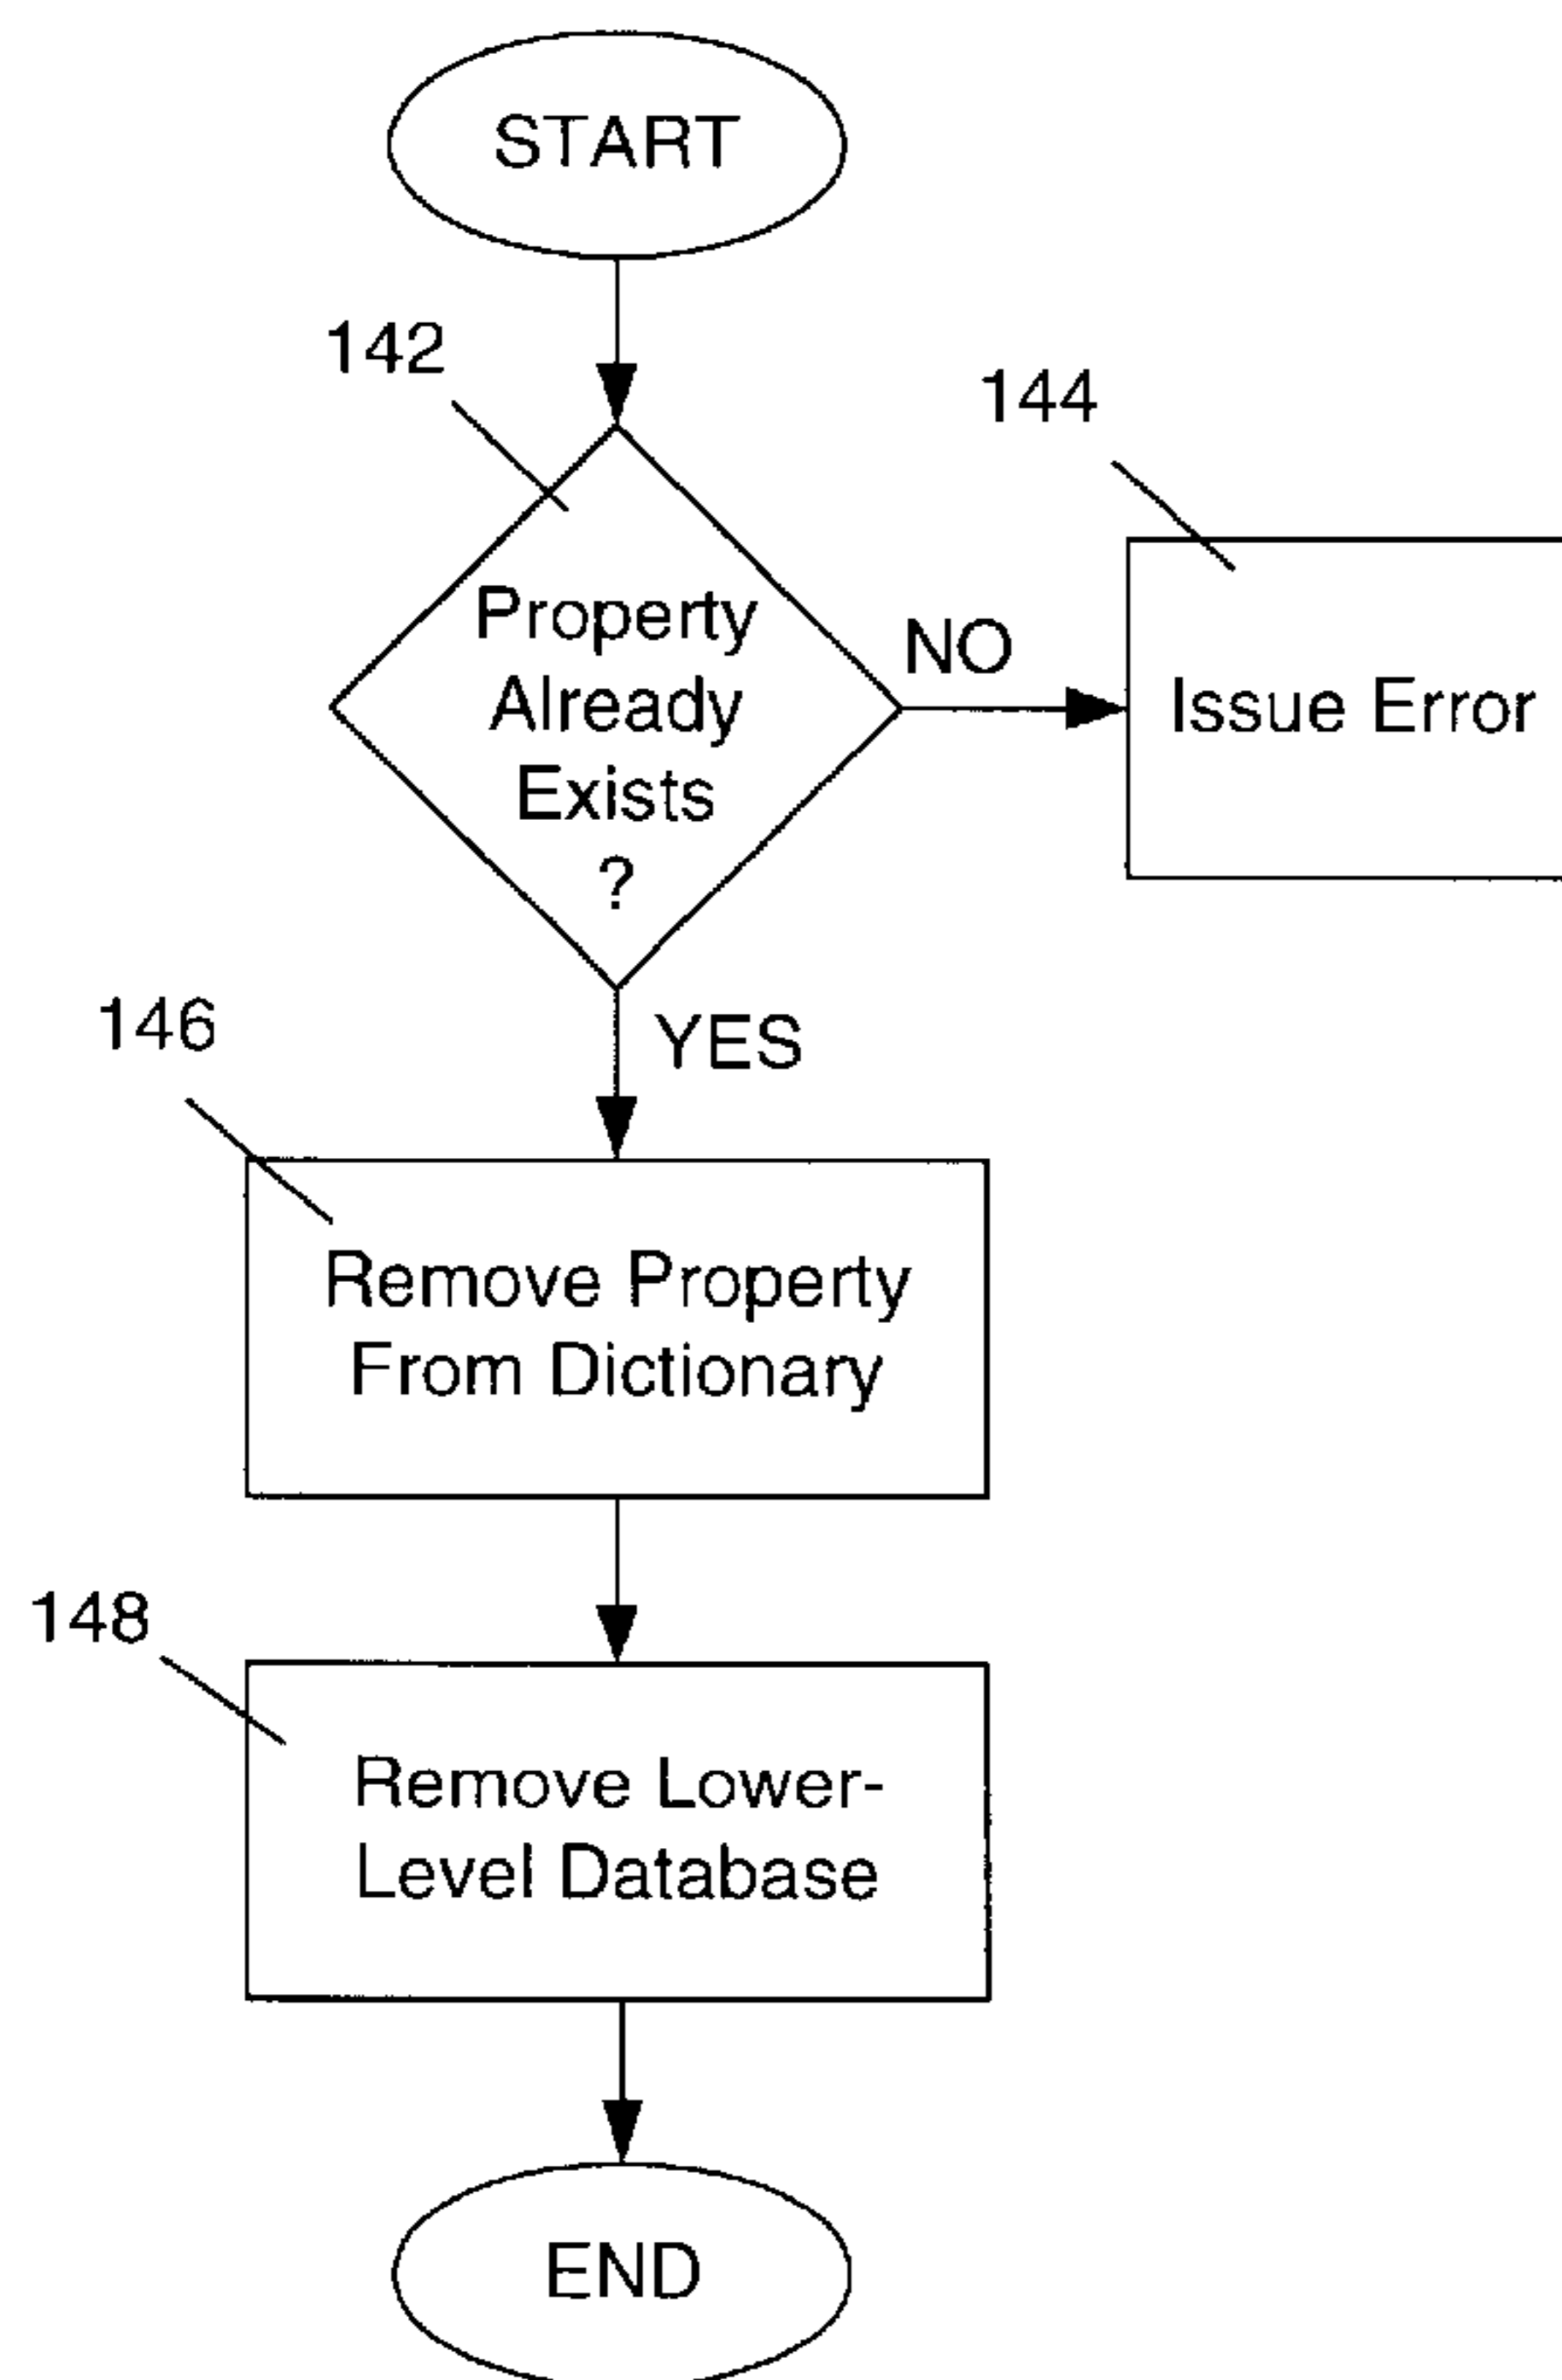 START
142
144
Property
Already
Exists
?
NO
Issue Error
YES
146
Remove Property
From Dictionary
148
Remove Lower-
Level Database
END